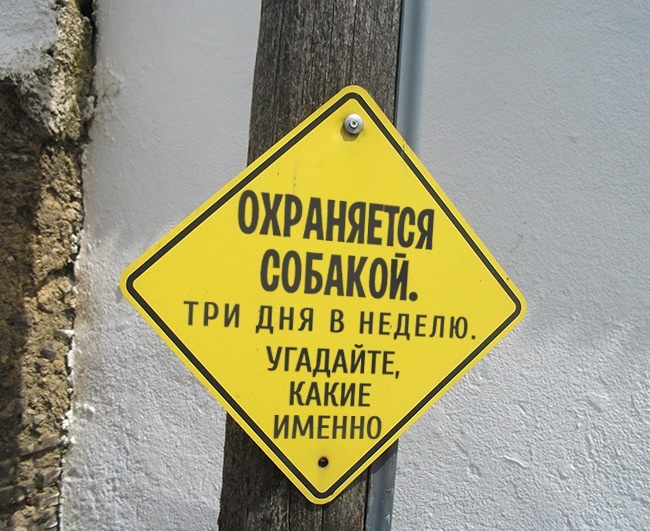 ОХРАНЯЕТСЯ
СОБАКОЙ.
ТРИ ДНЯ В НЕДЕЛЮ.
УГАДАЙТЕ,
КАКИЕ
ИМЕННО